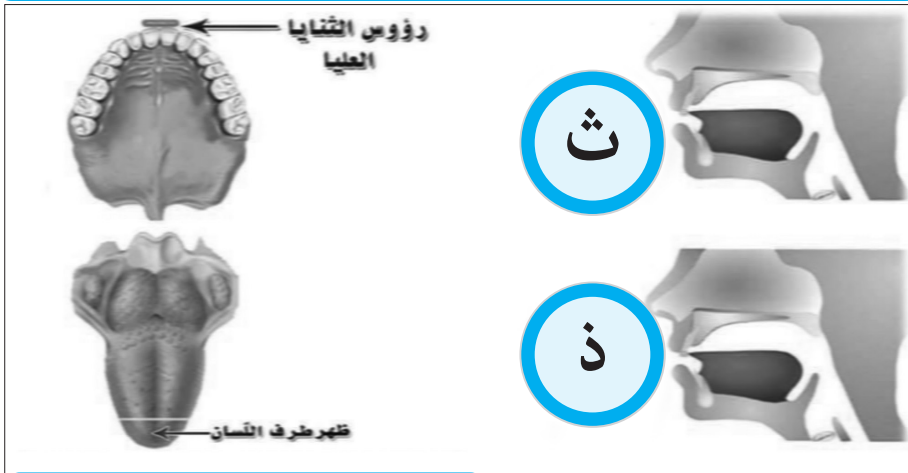 رؤوس الثنايا
العليا
ث
ذ
ظهر طرف اللسان